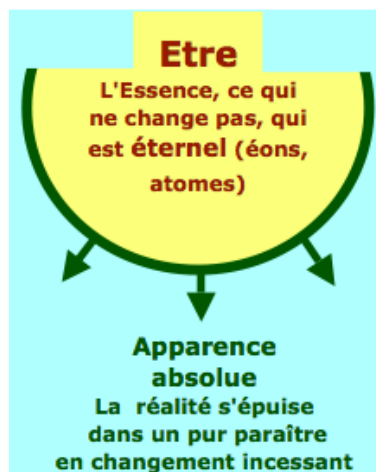 Etre
L'Essence, ce qui
ne change pas, qui
est éternel (éons,
atomes)
Apparence
absolue
La réalité s'épuise
dans un pur paraître
en changement incessant